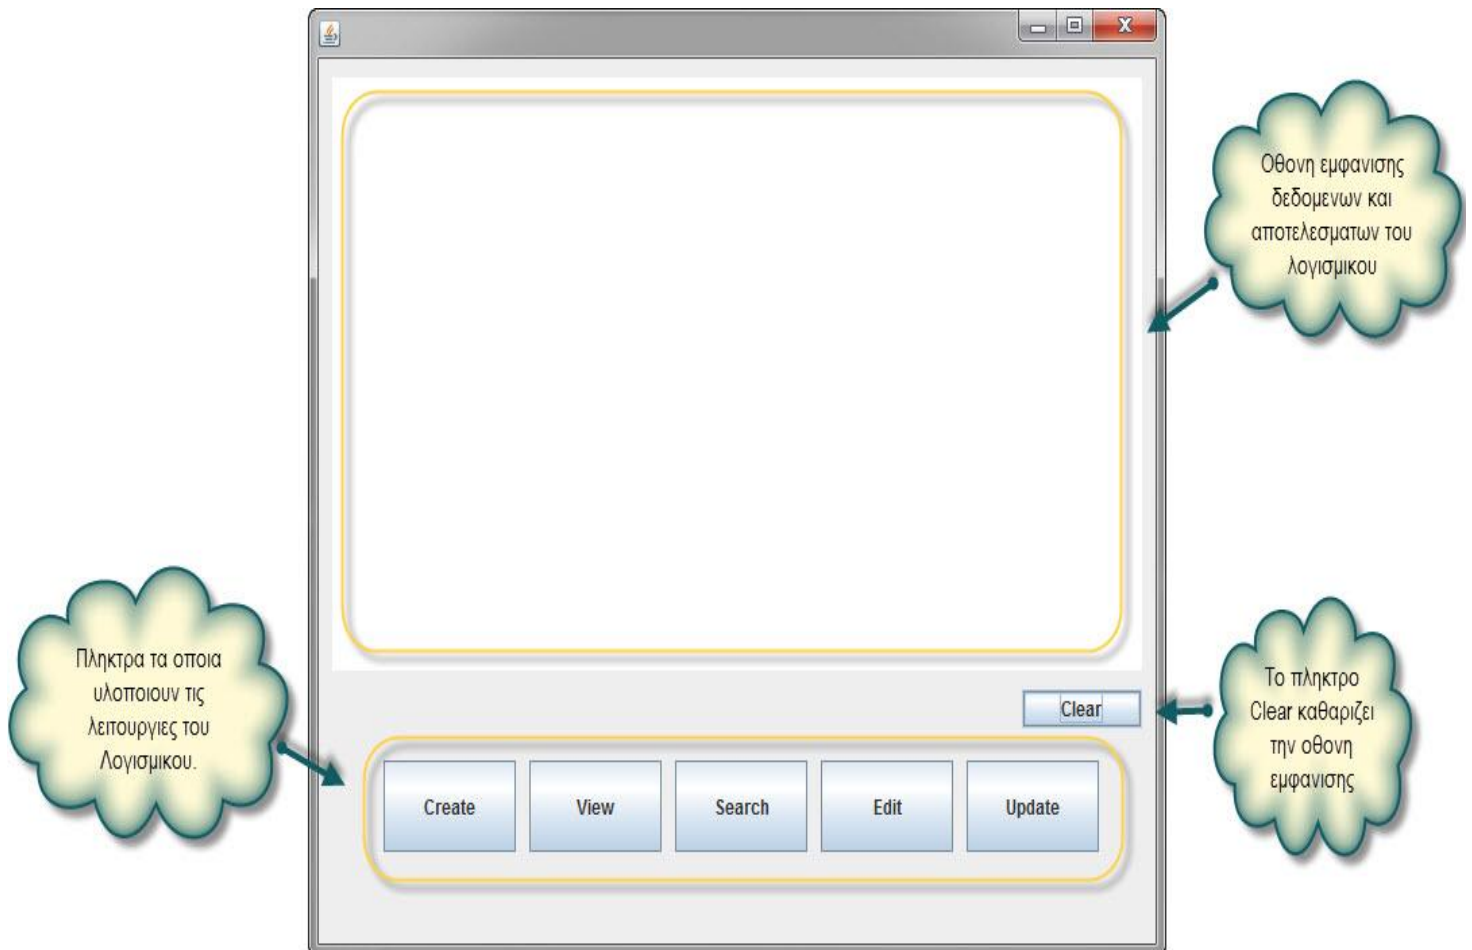 Οθονη εμφανισης
δεδομενων και
αποτελεσματων του
λογισμικου
Πληκτρα τα οποια
υλοποιουν τις
λειτουργιες του
Λογισμικου.
Clear
Το πληκτρο
Clear καθαριζει
την οθονη
εμφανισης
Create View Search Edit Update